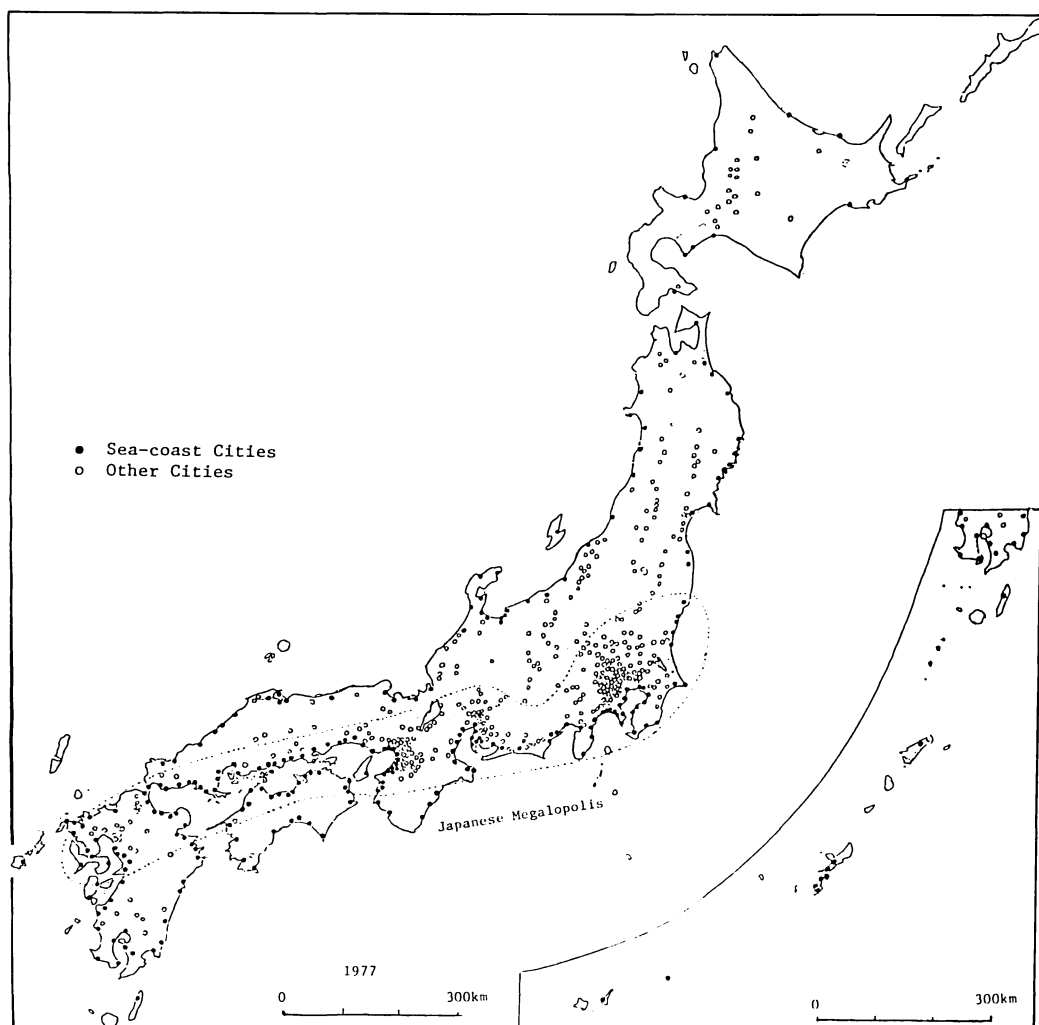 ● Sea-coast Cities
○ Other Cities
Japanese Megalopolis
1977
0 300km
0 300km